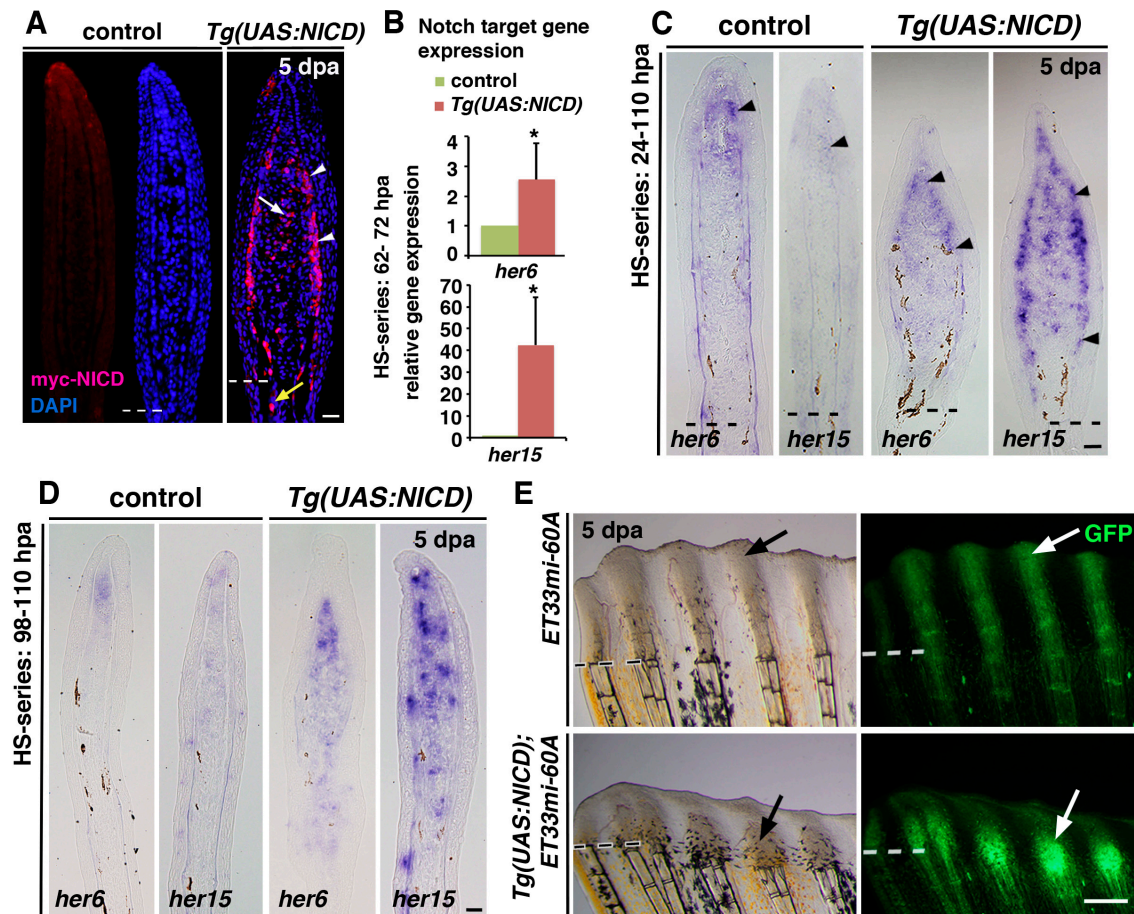 A
control
Tg(UAS:NICD)
5 dpa
myc-NICD
DAPI
B
Notch target gene
expression
control
Tg(UAS:NICD)
HS-series: 62- 72 hpa
relative gene expression
4
3
2
1
0
*
her6
70
60
50
40
30
20
10
0
*
her15
C
control
Tg(UAS:NICD)
HS-series: 24-110 hpa
5 dpa
her6
her15
her6
her15
D
control
Tg(UAS:NICD)
HS-series: 98-110 hpa
5 dpa
her6
her15
her6
her15
E
ET33mi-60A
5 dpa
GFP
Tg(UAS:NICD);
ET33mi-60A